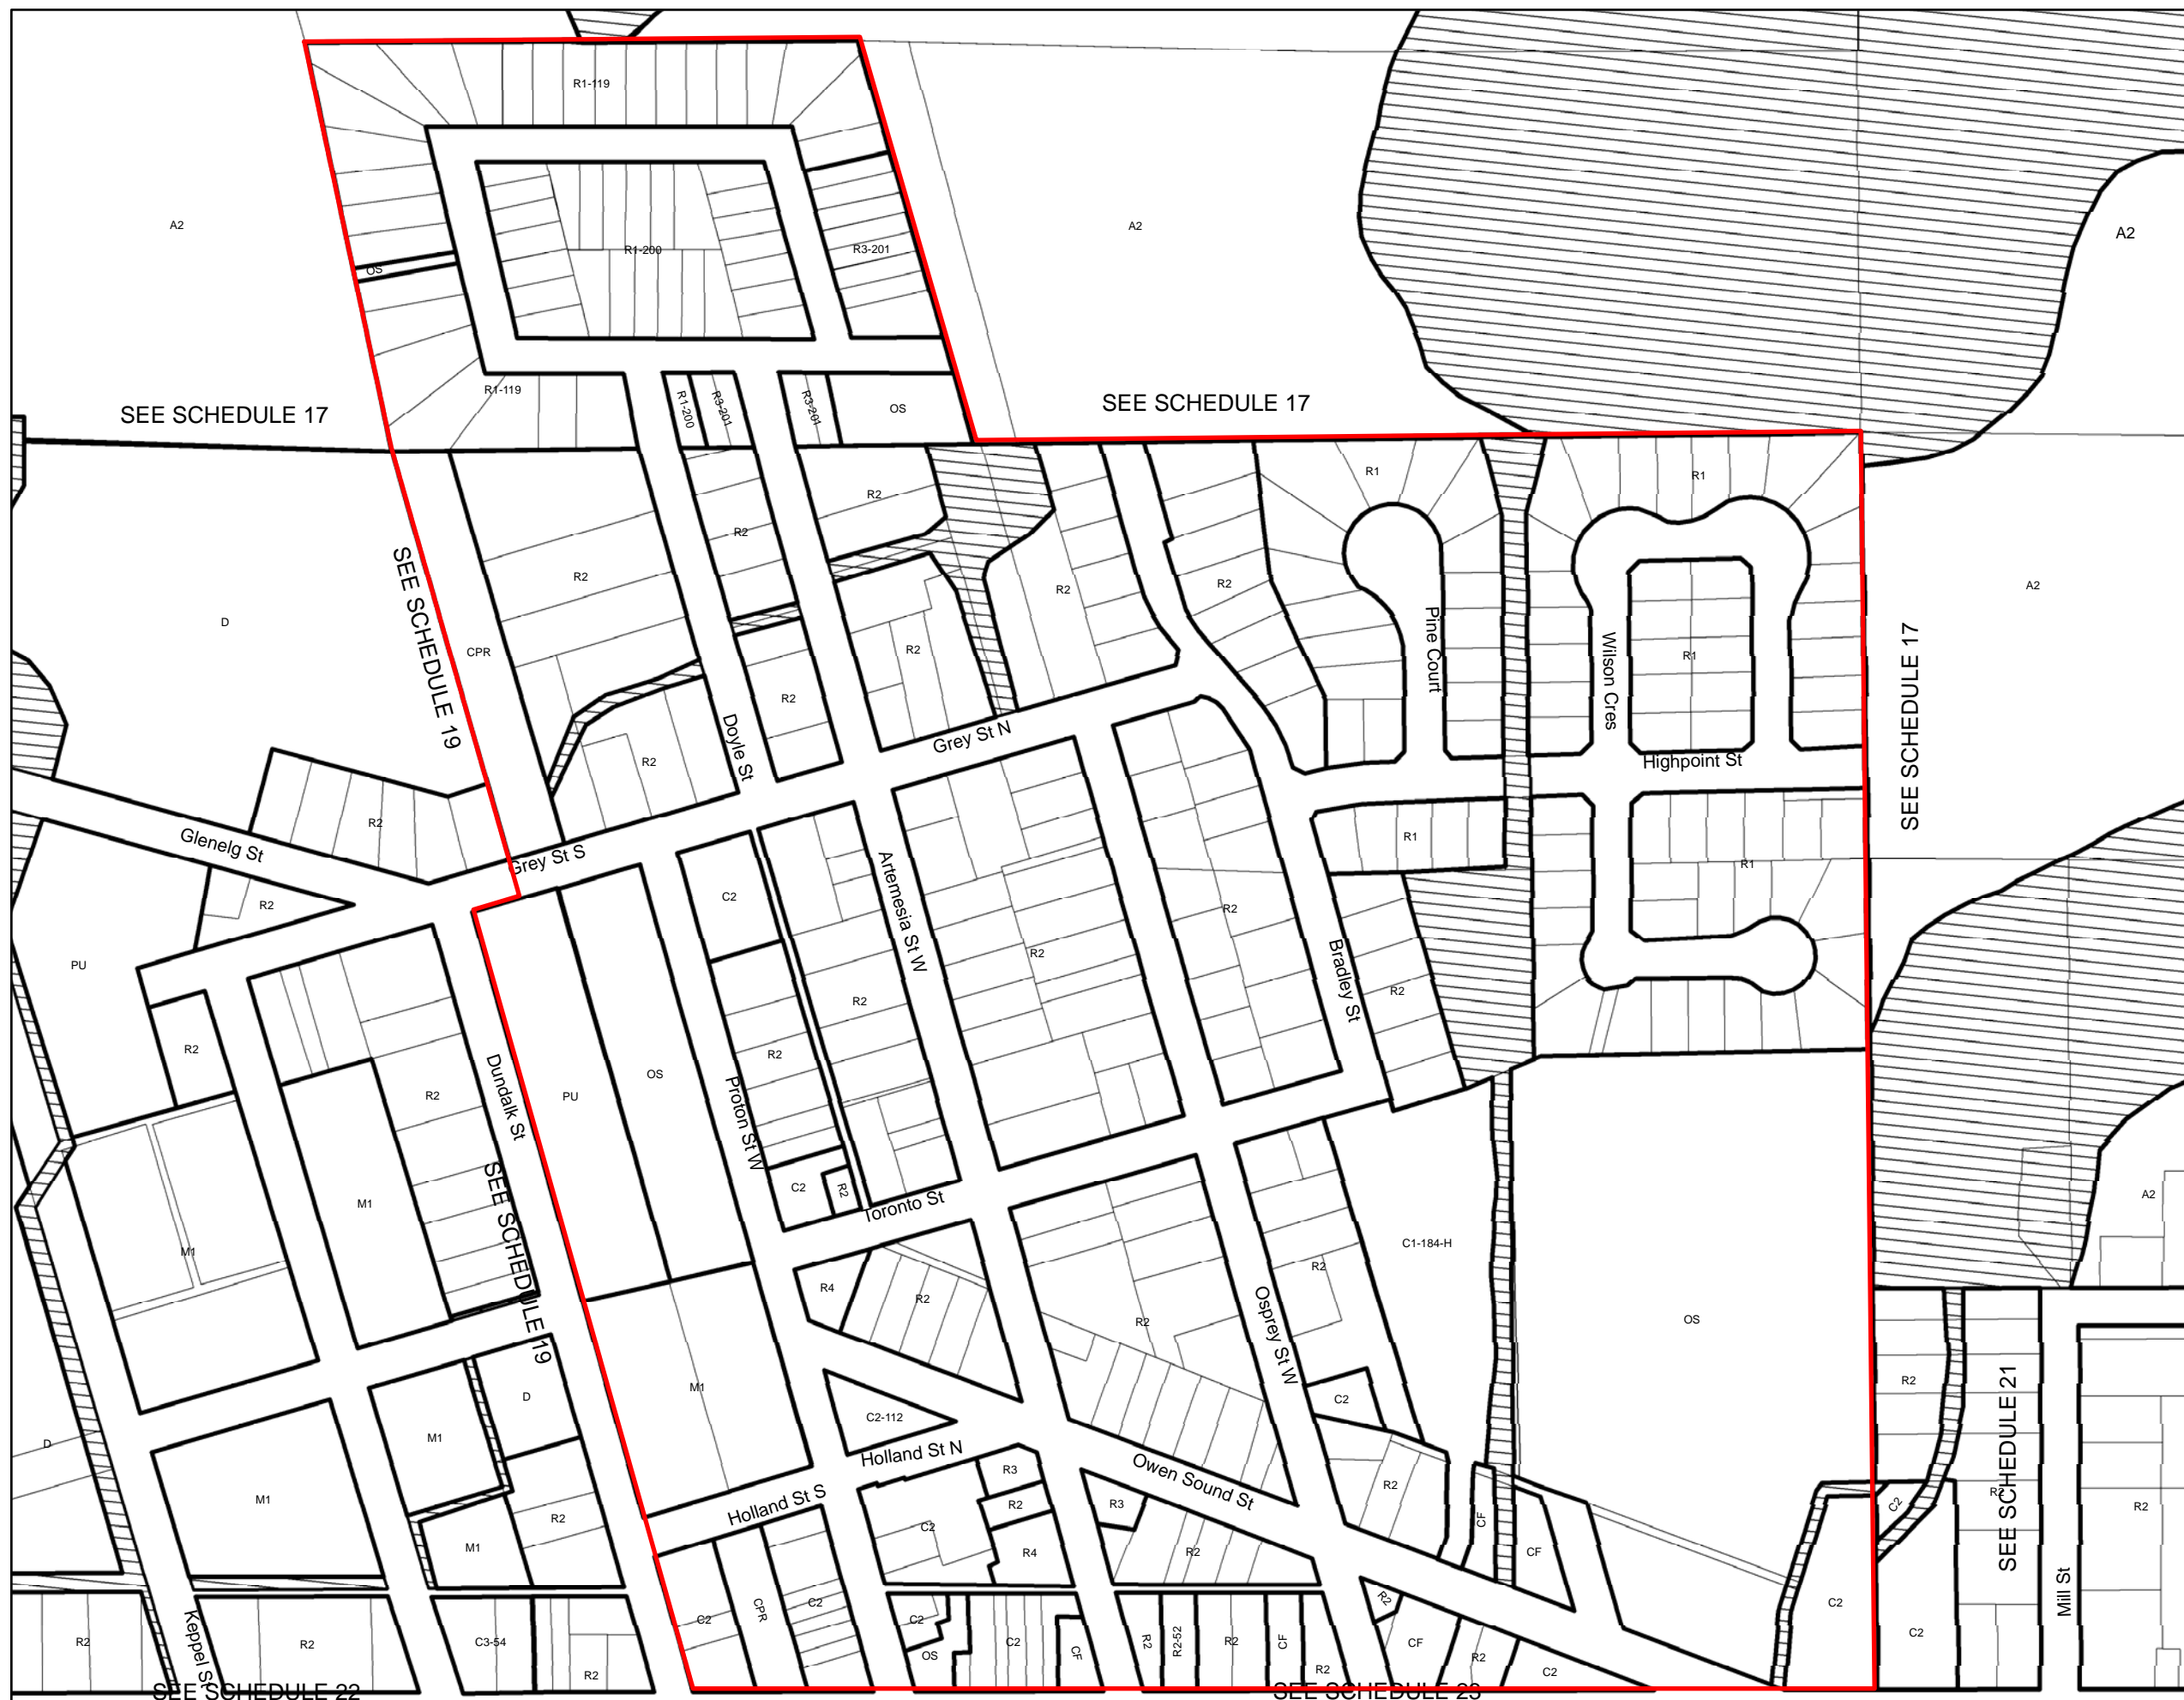 R1-119
A2
A2
A2
R1-200
R3-201
OS
R1-119
R1-200
R3-201
R3-201
OS
SEE SCHEDULE 17
SEE SCHEDULE 17
R1
R1
R2
R2
R2
R2
R2
A2
D
SEE SCHEDULE 19
CPR
R2
Pine Court
Wilson Cres
R1
SEE SCHEDULE 17
R2
R2
Doyle St
Grey St N
Highpoint St
R2
Glenelg St
Grey St S
R1
R1
R2
C2
Artemesia St W
R2
R2
PU
R2
Bradley St
R2
R2
R2
Dundalk St
R2
PU
OS
Proton St W
M1
C2
R2
Toronto St
A2
M1
SEE SCHEDULE 19
C1-184-H
R2
R4
R2
R2
Osprey St W
OS
M1
D
C2
R2
SEE SCHEDULE 21
C2-112
D
M1
Holland St N
R3
Owen Sound St
R2
R2
M1
Holland St S
R2
R3
C2
R2
C2
R4
R2
CF
CF
R2
M1
C2
CPR
C2
C2
OS
C2
CF
R2
R2-52
R2
CF
R2
R2
CF
R2
C2
C2
C2
Mill St
R2
Keppel St
R2
C3-54
R2
SEE SCHEDULE 22
SEE SCHEDULE 23